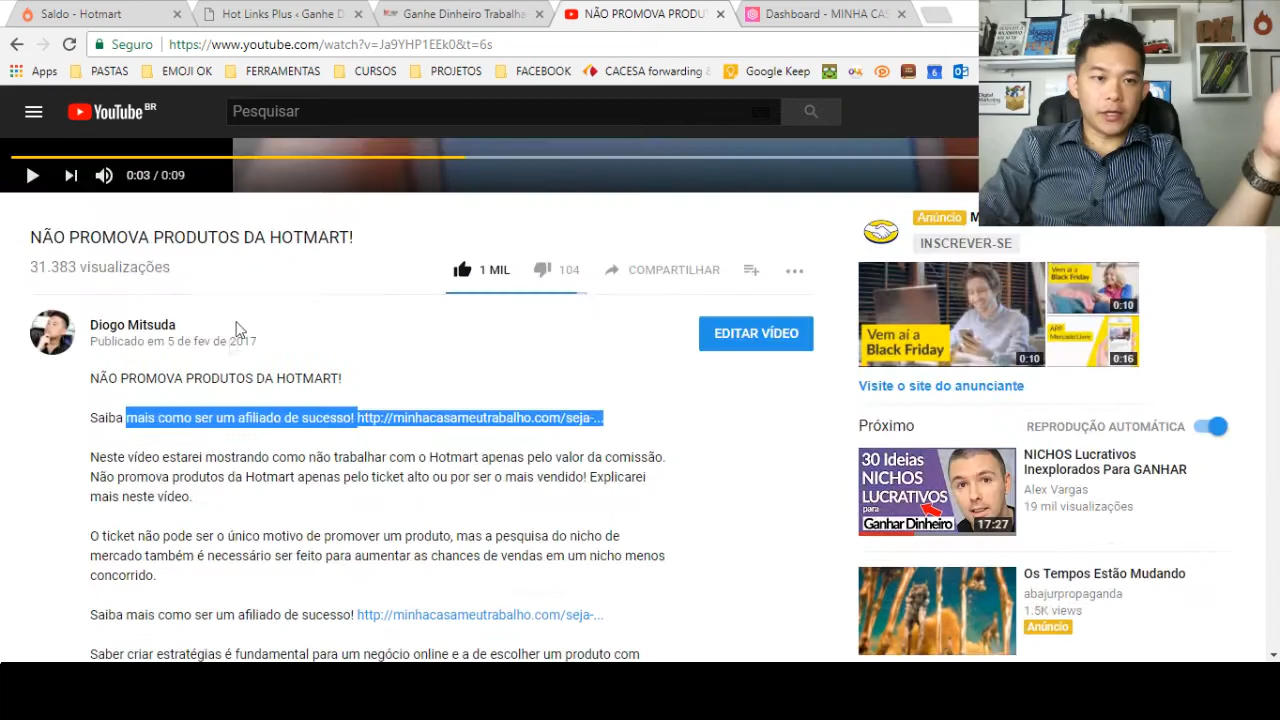 Saldo - Hotmart
Hot Links Plus ‹ Ganhe D
Ganhe Dinheiro Trabalha
NÃO PROMOVA PRODU
Dashboard - MINHA CAS
Seguro
https://www.youtube.com/watch?v=Ja9YHP1EEk0&t=6s
Apps
PASTAS
EMOJI OK
FERRAMENTAS
CURSOS
PROJETOS
FACEBOOK
CACESA forwarding &
Google Keep
6
Digital Marketing
YouTube BR
Pesquisar
0:03 / 0:09
NÃO PROMOVA PRODUTOS DA HOTMART!
31.383 visualizações
1 MIL
104
COMPARTILHAR
Diogo Mitsuda
Publicado em 5 de fev de 2017
EDITAR VÍDEO
NÃO PROMOVA PRODUTOS DA HOTMART!
Saiba mais como ser um afiliado de sucesso! http://minhacasameutrabalho.com/seja-...
Neste vídeo estarei mostrando como não trabalhar com o Hotmart apenas pelo valor da comissão.
Não promova produtos da Hotmart apenas pelo ticket alto ou por ser o mais vendido! Explicarei
mais neste vídeo.
O ticket não pode ser o único motivo de promover um produto, mas a pesquisa do nicho de
mercado também é necessário ser feito para aumentar as chances de vendas em um nicho menos
concorrido.
Saiba mais como ser um afiliado de sucesso! http://minhacasameutrabalho.com/seja-...
Saber criar estratégias é fundamental para um negócio online e a de escolher um produto com
Anúncio M
INSCREVER-SE
Vem aí a
Black Friday
0:10
Vem aí a
Black Friday
0:10
0:16
Visite o site do anunciante
Próximo
REPRODUÇÃO AUTOMÁTICA
30 Ideias
NICHOS
LUCRATIVOS
para
Ganhar Dinheiro
17:27
NICHOS Lucrativos
Inexplorados Para GANHAR
Alex Vargas
19 mil visualizações
Os Tempos Estão Mudando
abajurpropaganda
1.5K views
Anúncio